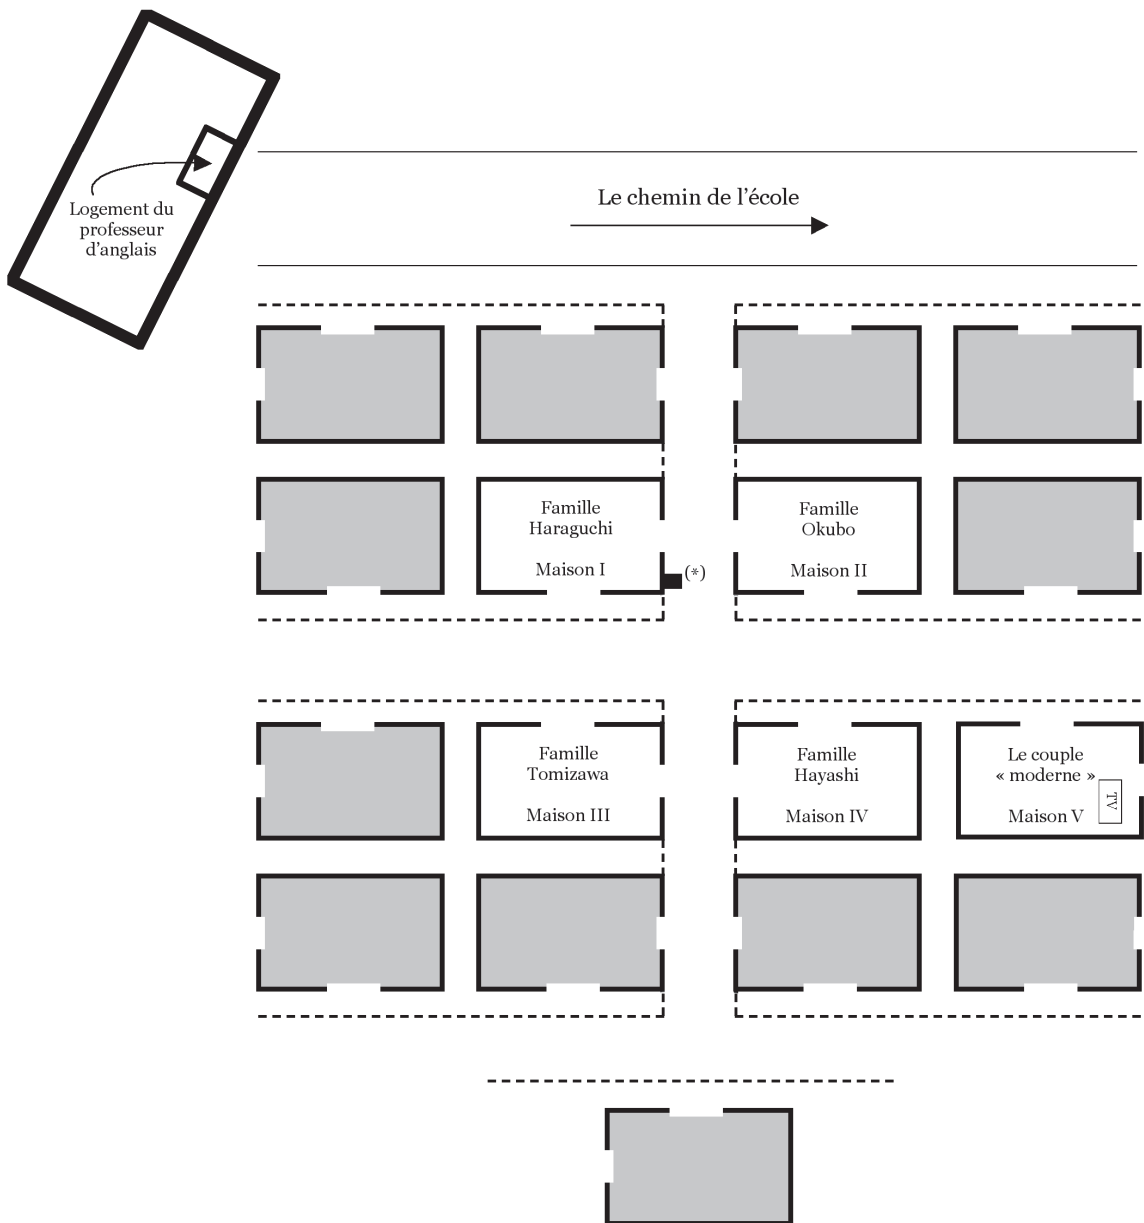 Logement du
professeur
d'anglais
Le chemin de l'école
Famille
Haraguchi
Maison I
(*)
Famille
Okubo
Maison II
Famille
Tomizawa
Maison III
Famille
Hayashi
Maison IV
Le couple
« moderne »
Maison V
TV